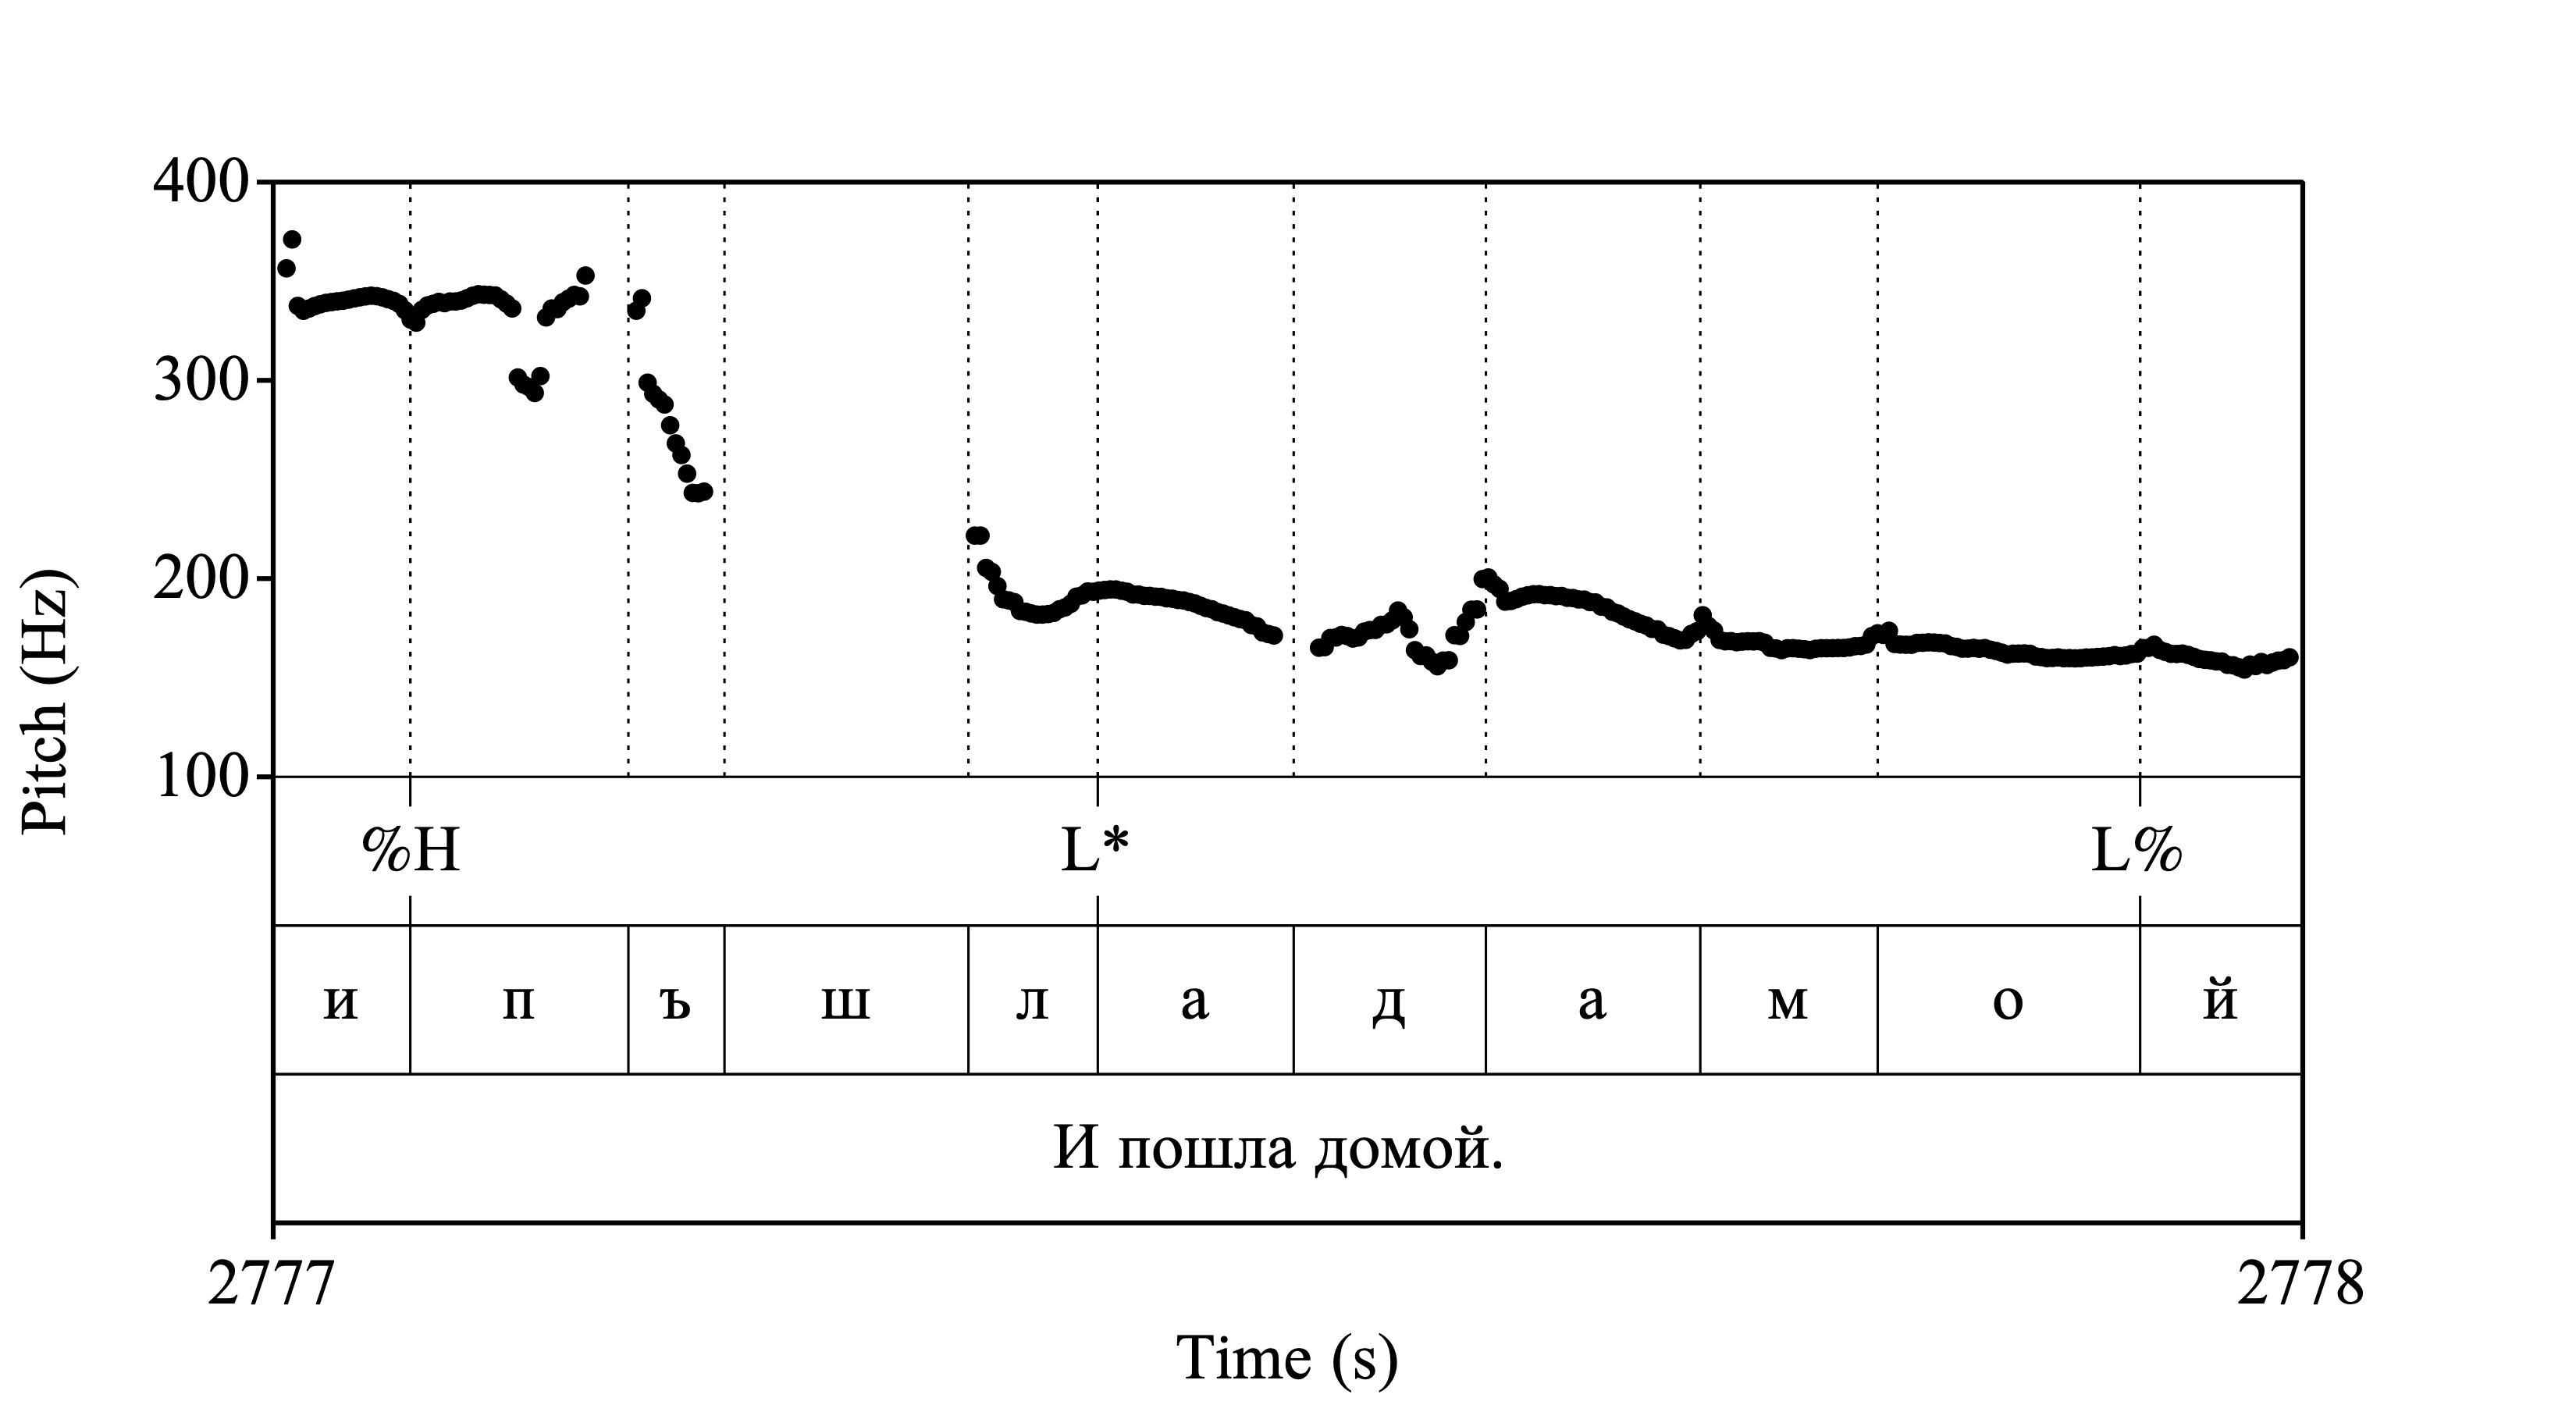 400
300
200
100
Pitch (Hz)
%H L* L%
и п ъ ш л а д а м о й
И пошла домой.
2777 2778
Time (s)